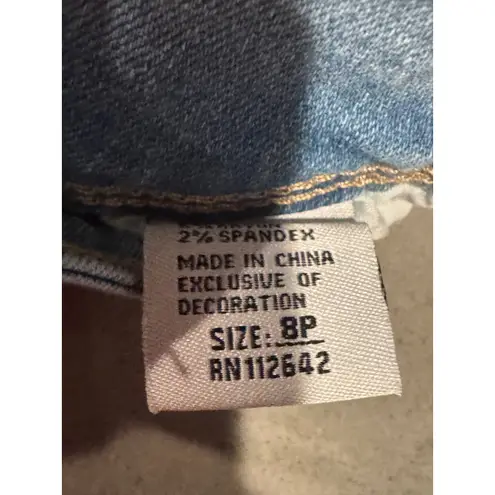 2% SPANDEX
MADE IN CHINA
EXCLUSIVE OF
DECORATION
SIZE: 8P
RN112642